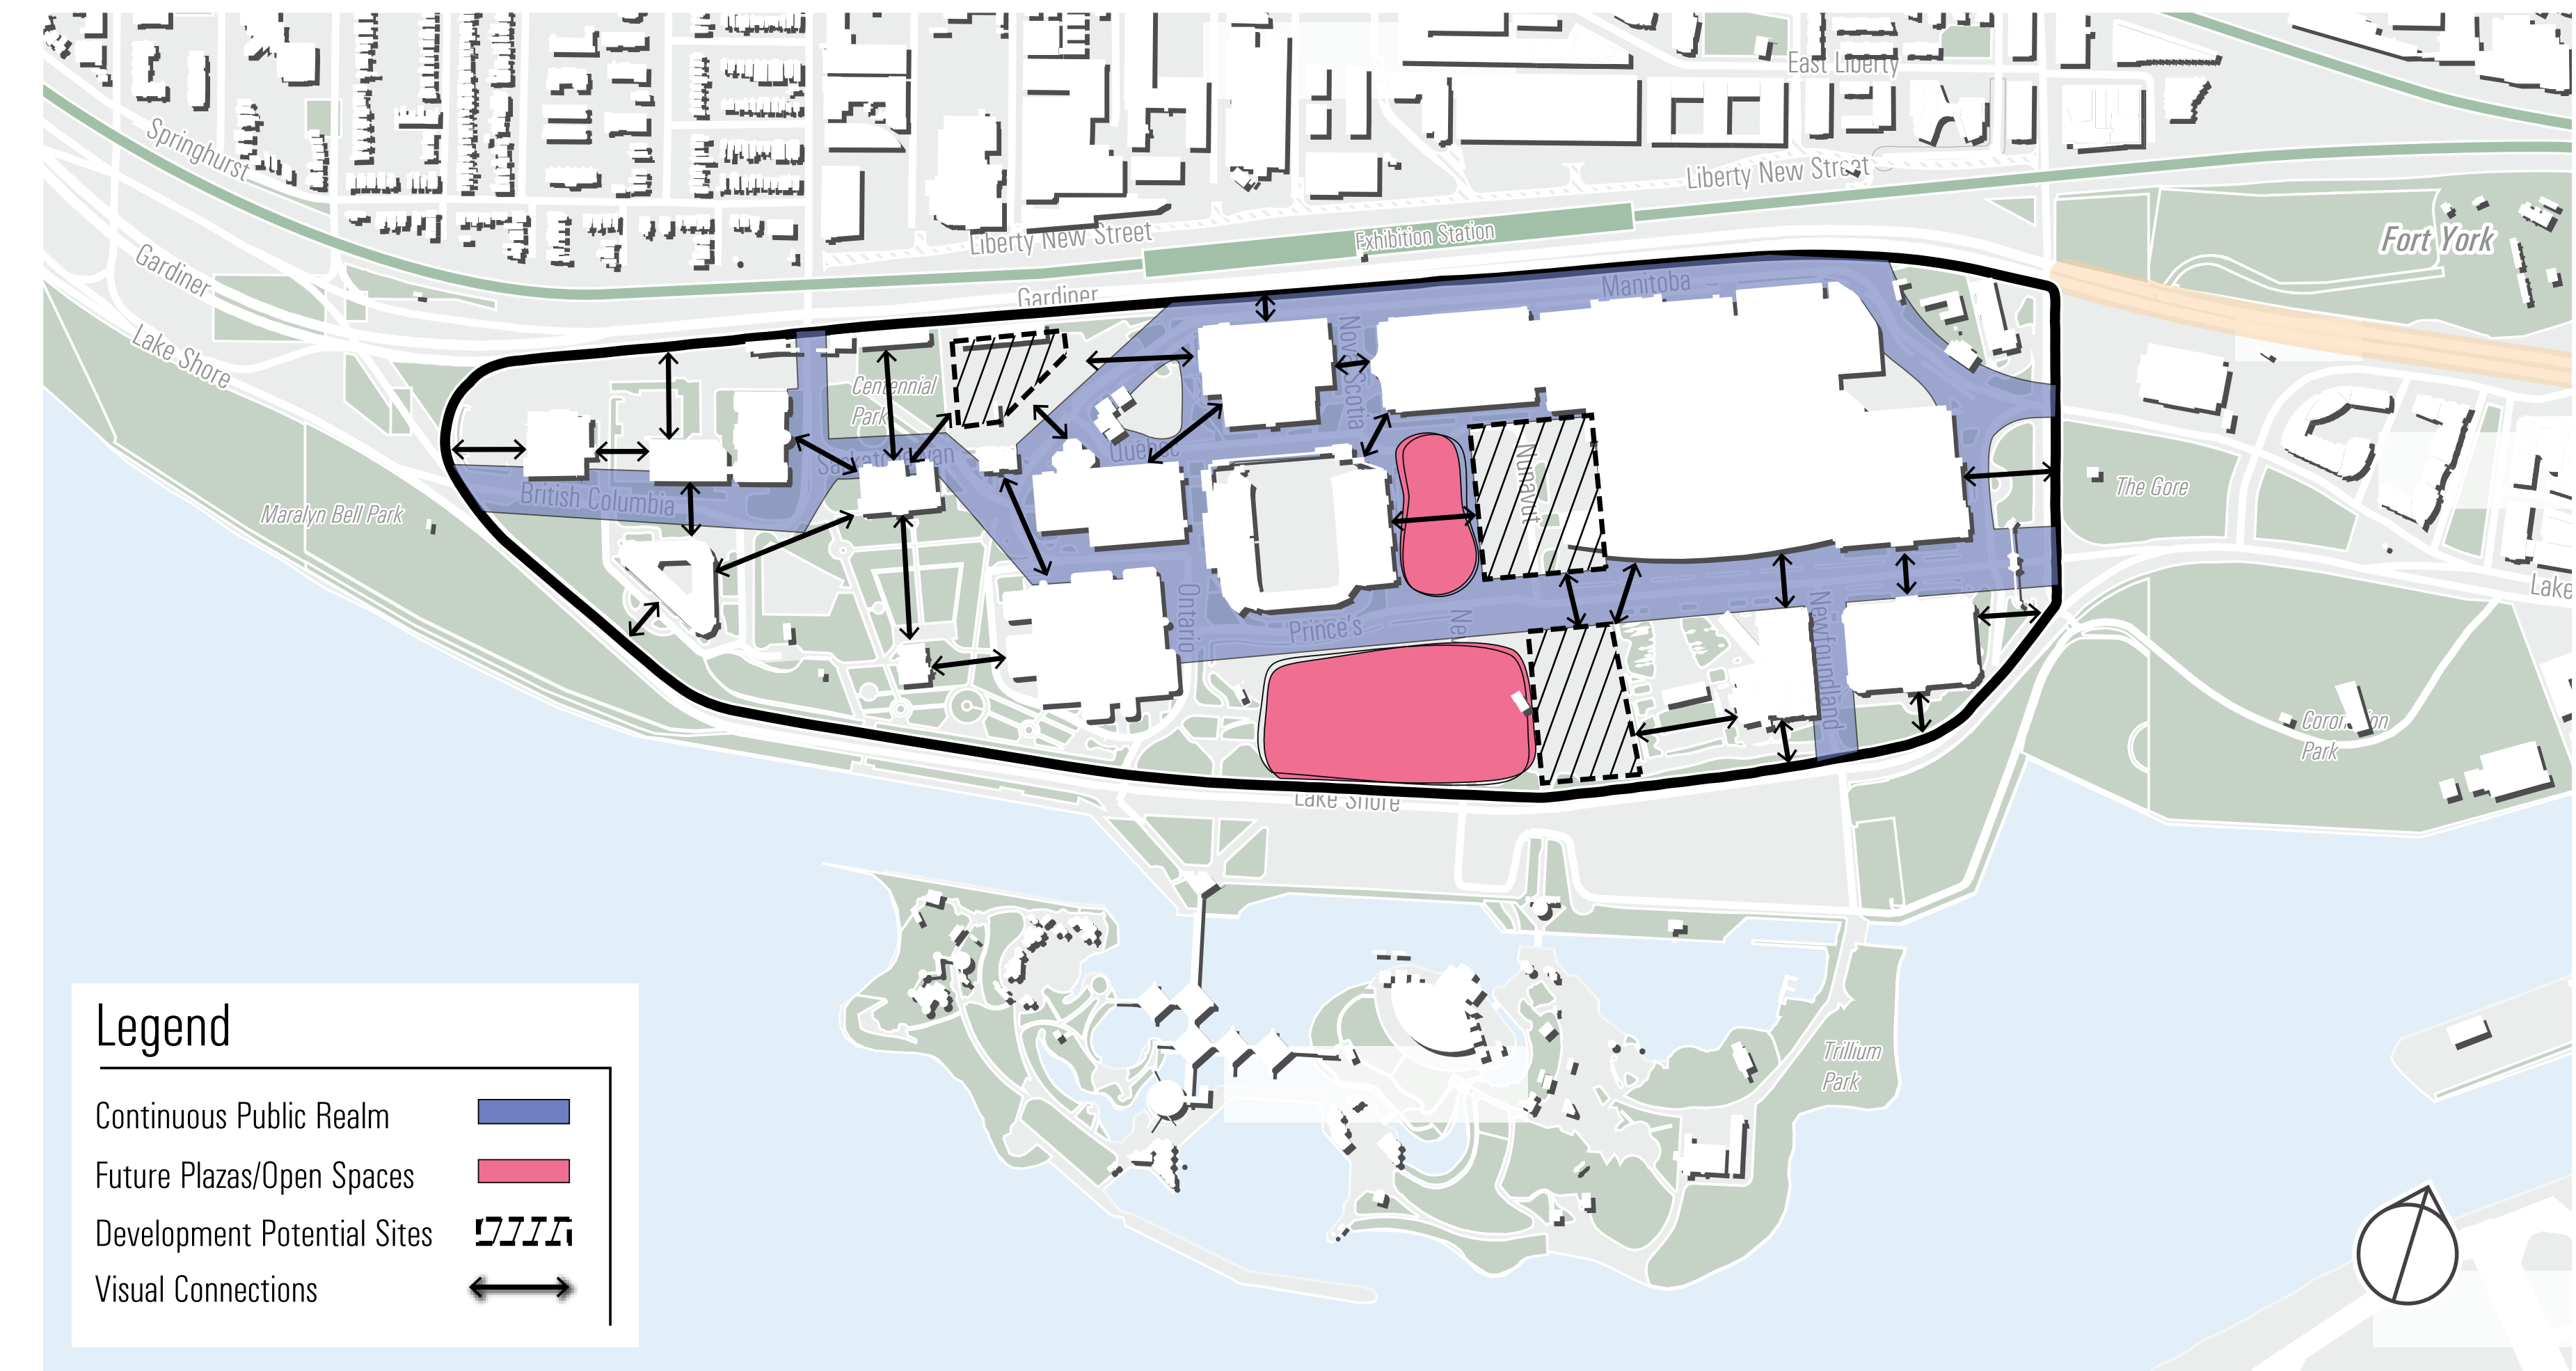 East Liberty
Springhurst
Liberty New Street
Liberty New Street
Exhibition Station
Fort York
Gardiner
Gardiner
Manitoba
Lake Shore
Nova Scotia
Centennial
Park
Quebec
Saskatchewan
Nunavut
The Gore
British Columbia
Maralyn Bell Park
Lake
Ontario
Prince's
Ne
Newfoundland
Park
Lake Shore
Trillium
Park
Legend
Continuous Public Realm
Future Plazas/Open Spaces
Development Potential Sites
Visual Connections